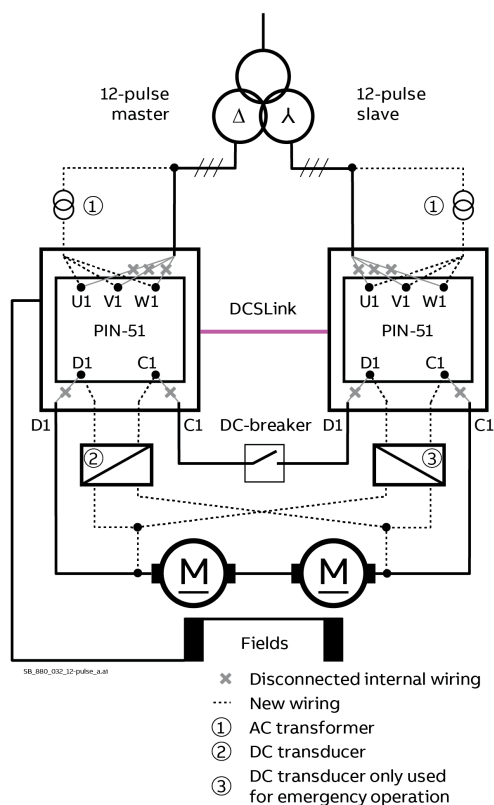 12-pulse
master
12-pulse
slave
Δ
Y
①
①
U1 V1 W1
PIN-51
D1 C1
DCSLink
U1 V1 W1
PIN-51
D1 C1
D1
C1
DC-breaker
D1
C1
②
③
M
M
Fields
SB_880_032_12-pulse_a.ai
Disconnected internal wiring
New wiring
① AC transformer
② DC transducer
③ DC transducer only used
for emergency operation